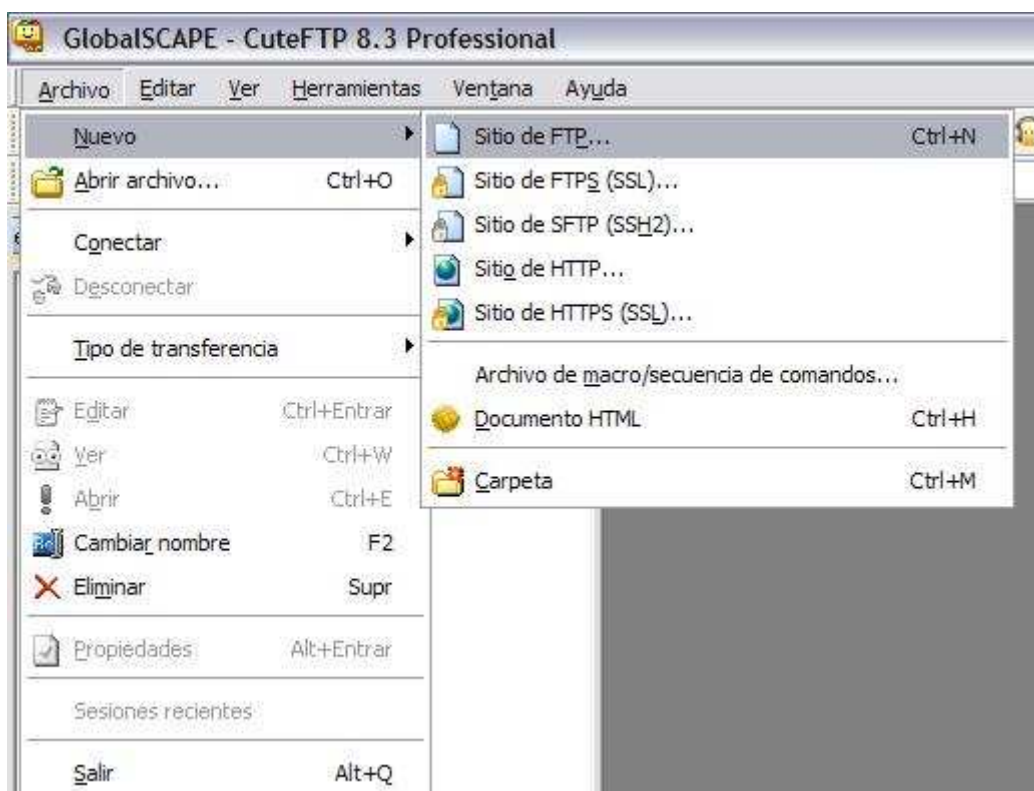 GlobalSCAPE - CuteFTP 8.3 Professional
Archivo Editar Ver Herramientas Ventana Ayuda
Nuevo
Abrir archivo... Ctrl+O
Conectar
Desconectar
Tipo de transferencia
Editar Ctrl+Entrar
Ver Ctrl+W
Abrir Ctrl+E
Cambiar nombre F2
Eliminar Supr
Propiedades Alt+Entrar
Sesiones recientes
Salir Alt+Q
Sitio de FTP... Ctrl+N
Sitio de FTPS (SSL)...
Sitio de SFTP (SSH2)...
Sitio de HTTP...
Sitio de HTTPS (SSL)...
Archivo de macro/secuencia de comandos...
Documento HTML Ctrl+H
Carpeta Ctrl+M